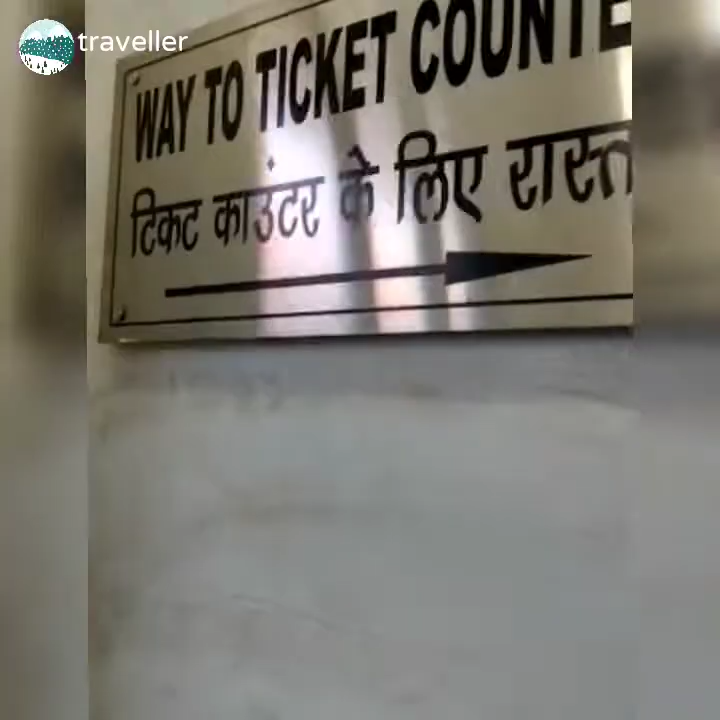 traveller
WAY TO TICKET COUNTE
टिकट काउंटर के लिए रास्त